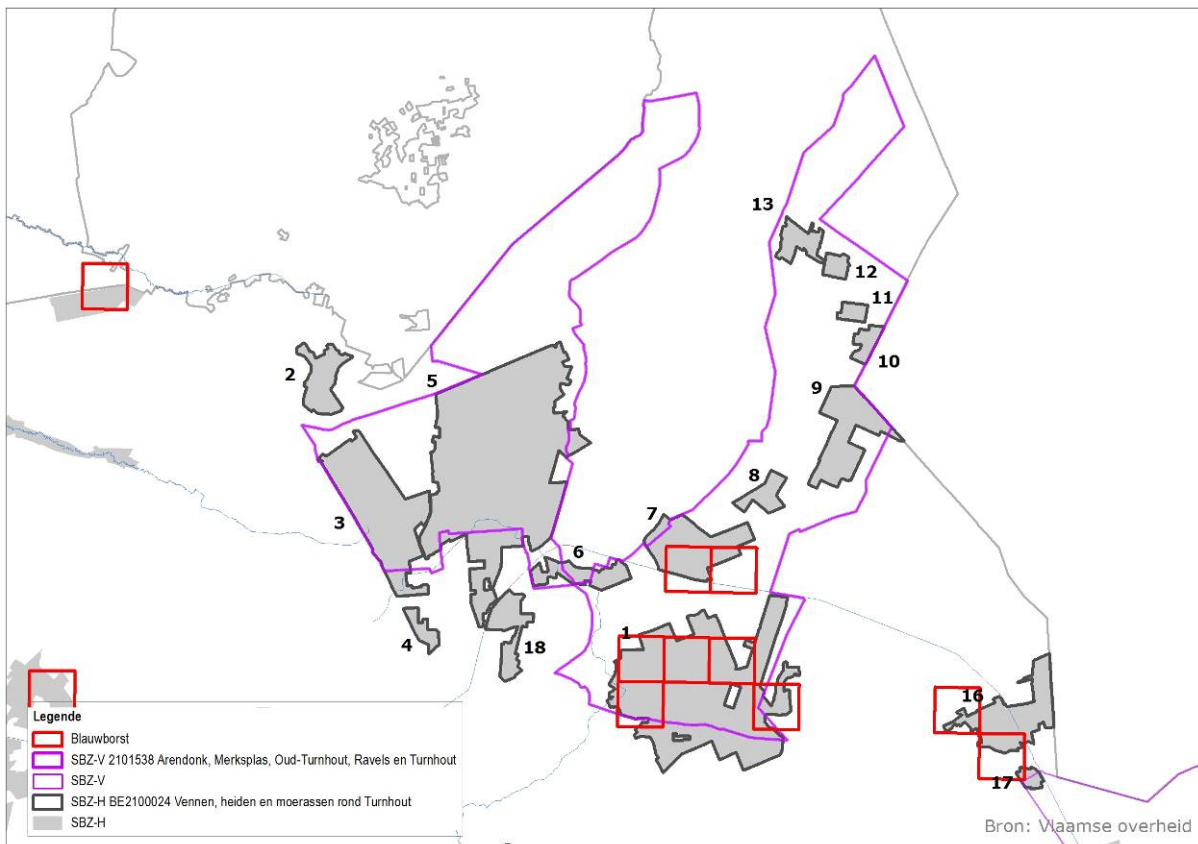 13
12
11
10
2
5
9
8
3
7
6
4
18
1
16
17
Legende
Blauwborst
SBZ-V 2101538 Arendonk, Merksplas, Oud-Turnhout, Ravels en Turnhout
SBZ-V
SBZ-H BE2100024 Vennen, heiden en moerassen rond Turnhout
SBZ-H
Bron: Vlaamse overheid